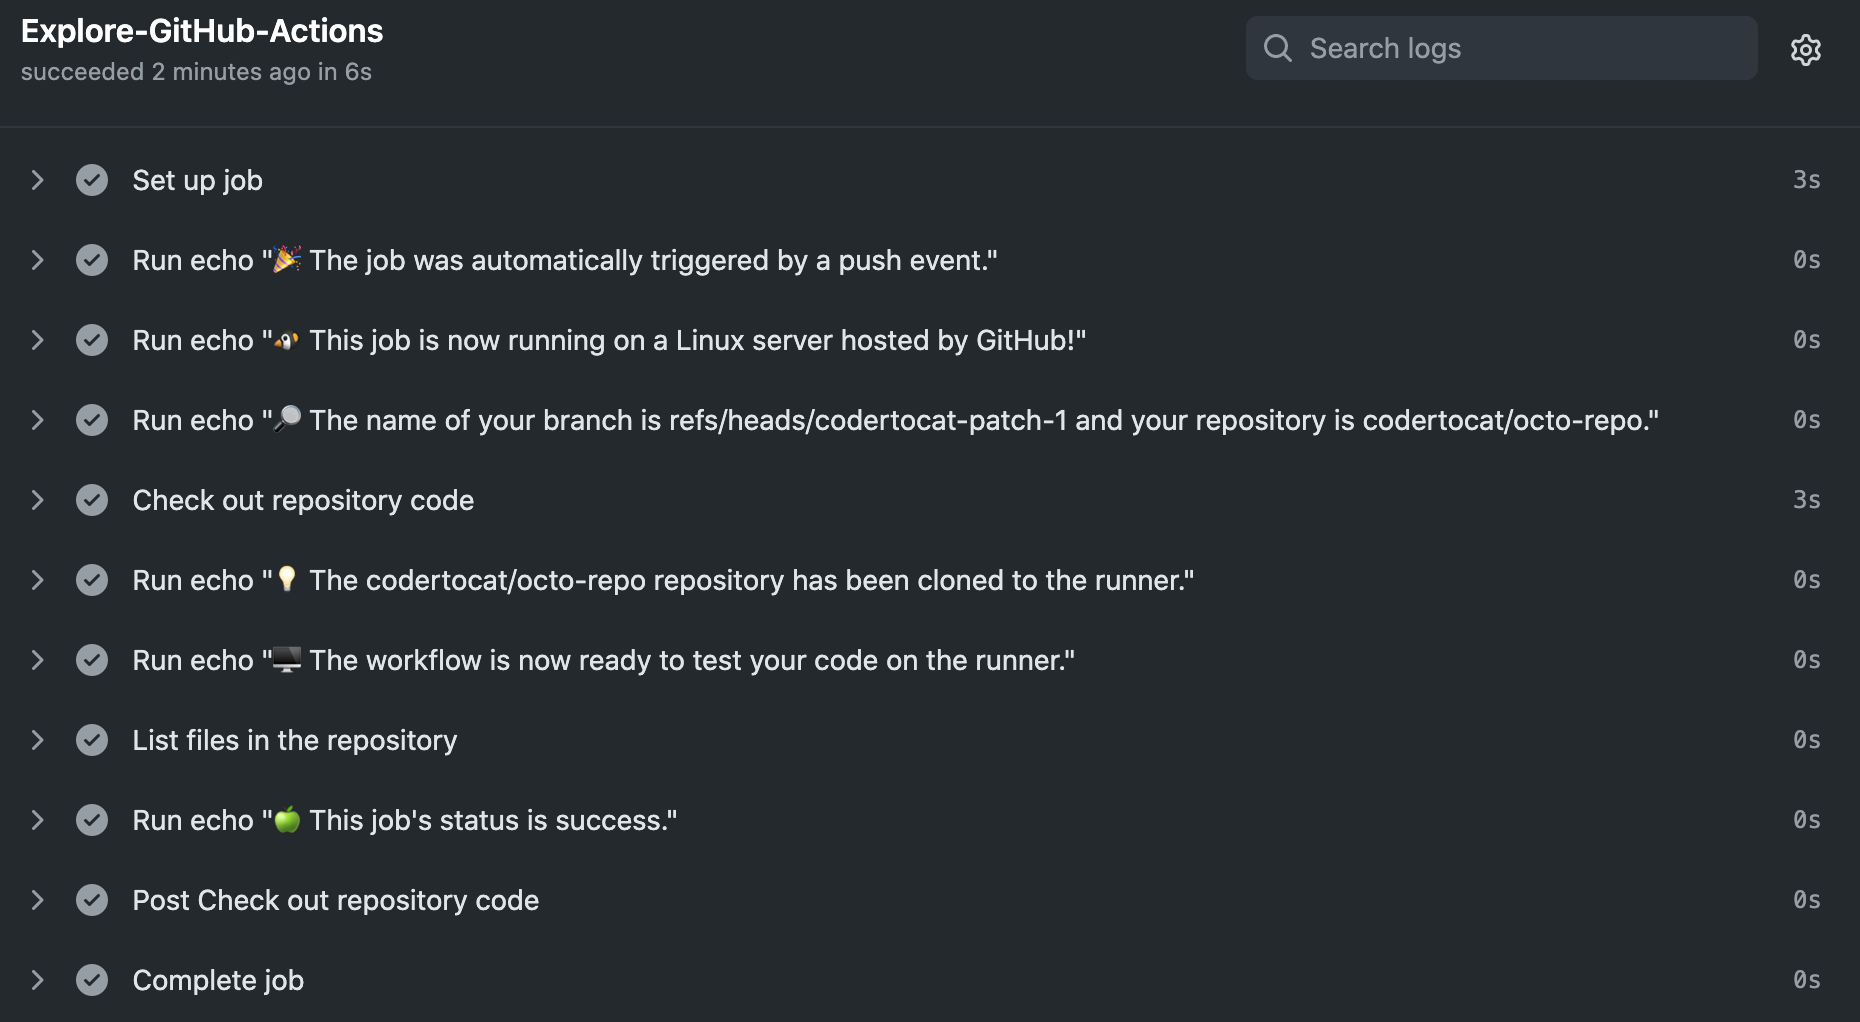 Explore-GitHub-Actions
succeeded 2 minutes ago in 6s
Search logs
Set up job 3s
Run echo "🎉 The job was automatically triggered by a push event." 0s
Run echo "🐧 This job is now running on a Linux server hosted by GitHub!" 0s
Run echo "🔎 The name of your branch is refs/heads/codertocat-patch-1 and your repository is codertocat/octo-repo." 0s
Check out repository code 3s
Run echo "💡 The codertocat/octo-repo repository has been cloned to the runner." 0s
Run echo "🖥️ The workflow is now ready to test your code on the runner." 0s
List files in the repository 0s
Run echo "🍏 This job's status is success." 0s
Post Check out repository code 0s
Complete job 0s